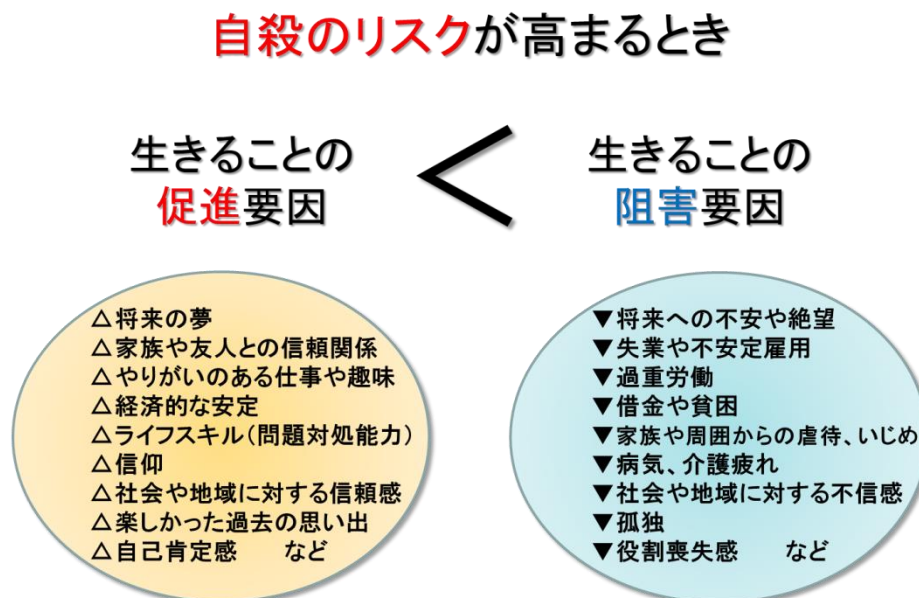 自殺のリスクが高まるとき
生きることの
促進要因
<
生きることの
阻害要因
△将来の夢
△家族や友人との信頼関係
△やりがいのある仕事や趣味
△経済的な安定
△ライフスキル(問題対処能力)
△信仰
△社会や地域に対する信頼感
△楽しかった過去の思い出
△自己肯定感　など
▼将来への不安や絶望
▼失業や不安定雇用
▼過重労働
▼借金や貧困
▼家族や周囲からの虐待、いじめ
▼病気、介護疲れ
▼社会や地域に対する不信感
▼孤独
▼役割喪失感　など